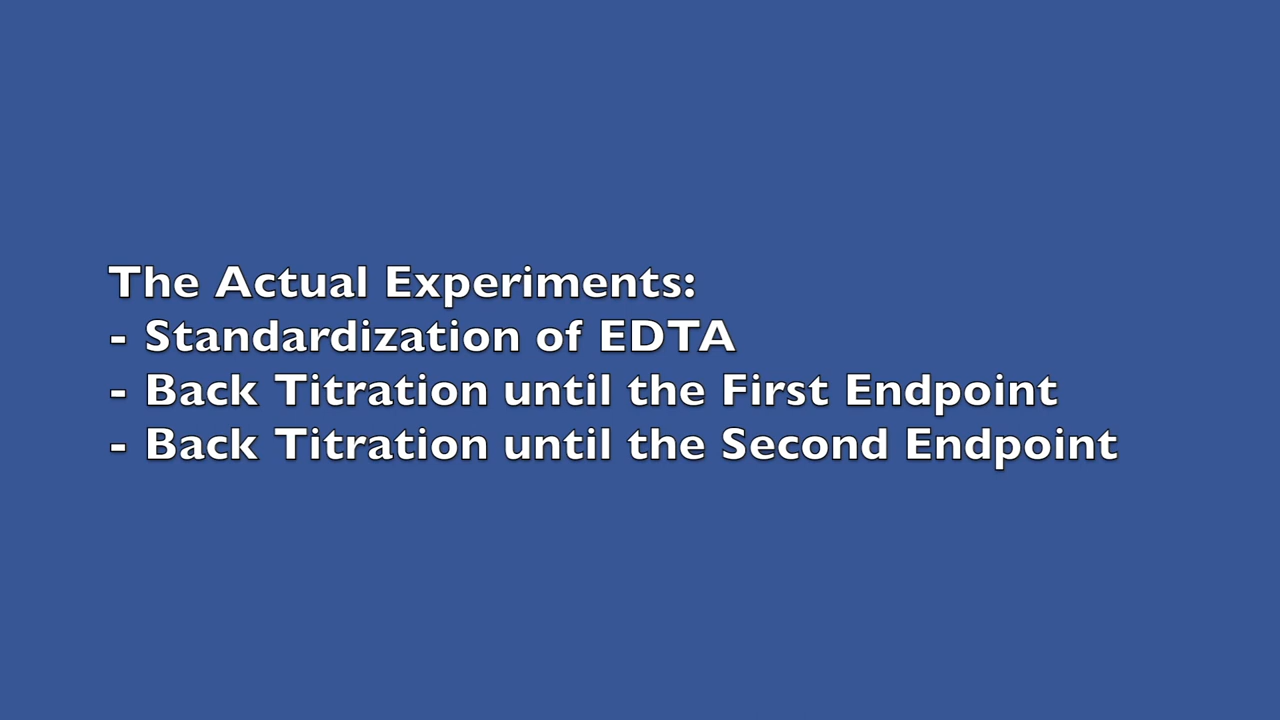 The Actual Experiments:
- Standardization of EDTA
- Back Titration until the First Endpoint
- Back Titration until the Second Endpoint